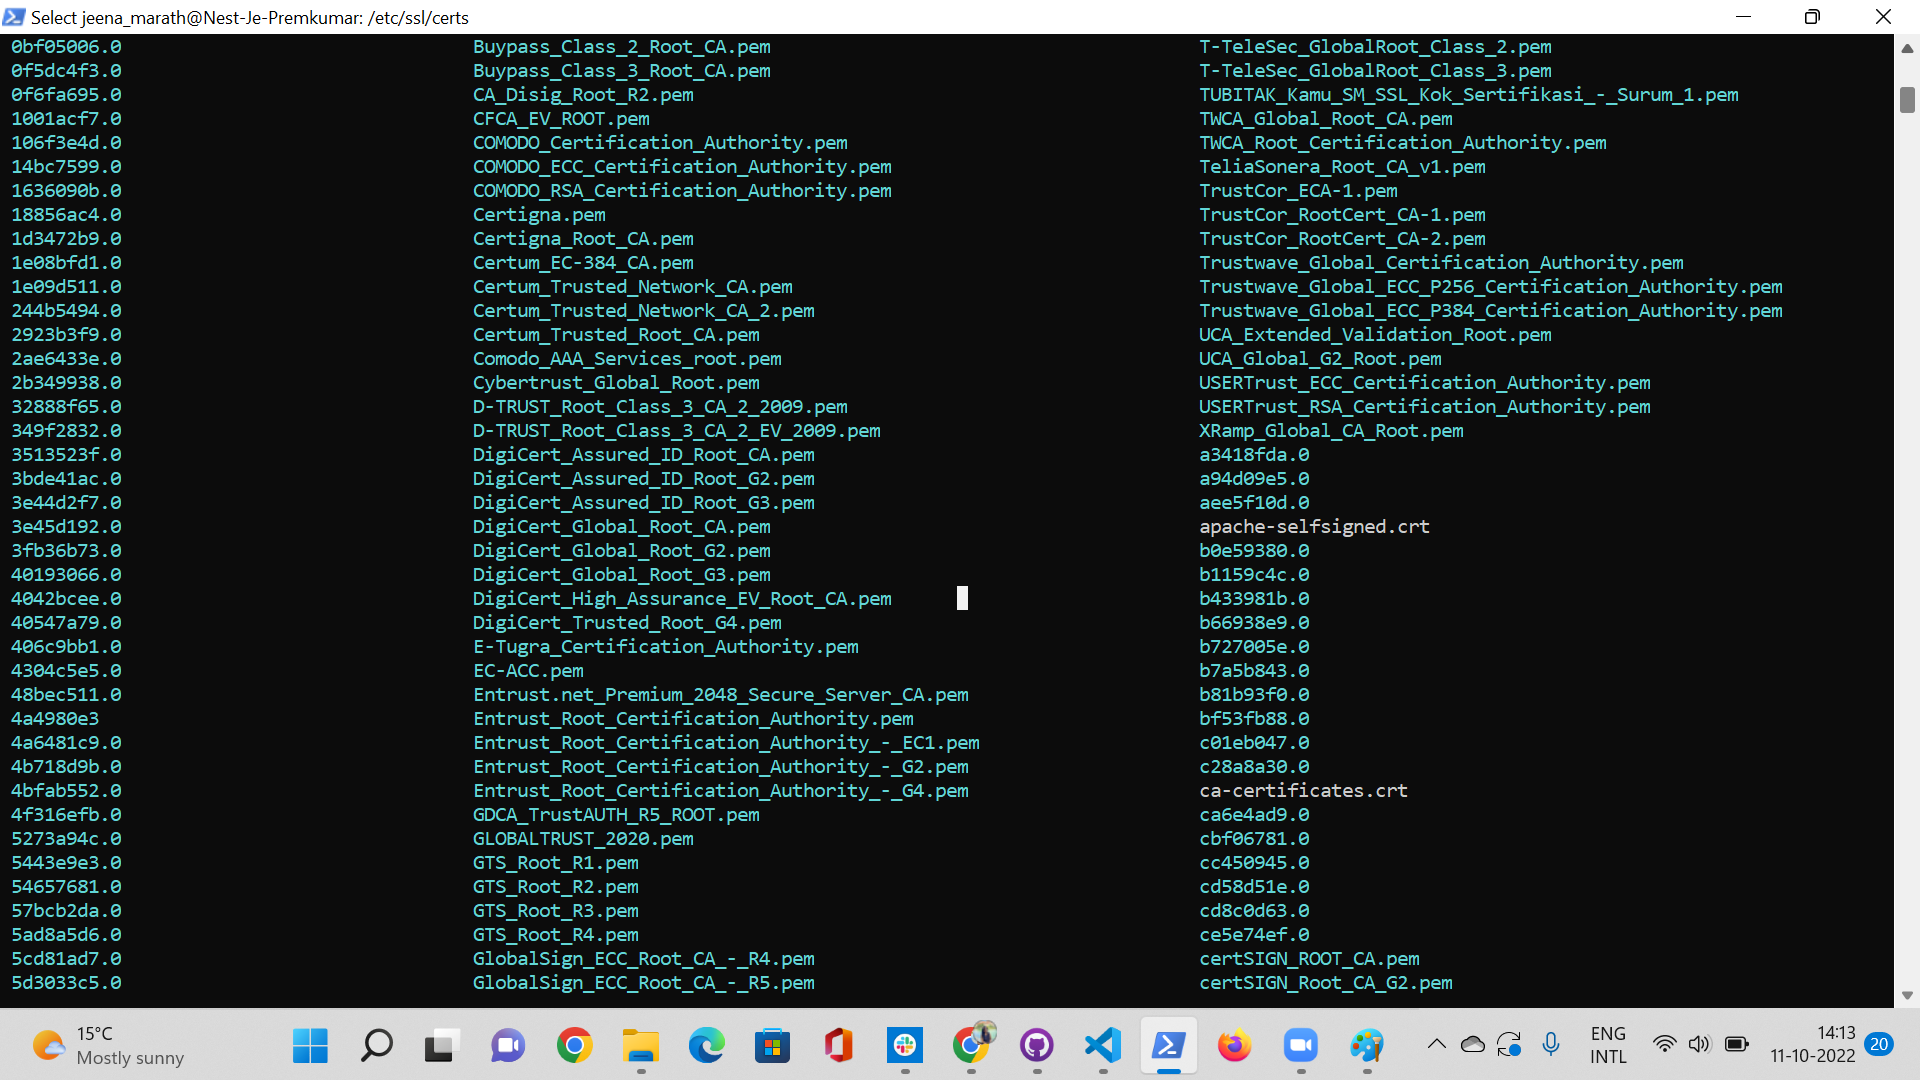 Select jeena_marath@Nest-Je-Premkumar: /etc/ssl/certs
0bf05006.0 Buypass_Class_2_Root_CA.pem T-TeleSec_GlobalRoot_Class_2.pem
0f5dc4f3.0 Buypass_Class_3_Root_CA.pem T-TeleSec_GlobalRoot_Class_3.pem
0f6fa695.0 CA_Disig_Root_R2.pem TUBITAK_Kamu_SM_SSL_Kok_Sertifikasi_-_Surum_1.pem
1001acf7.0 CFCA_EV_ROOT.pem TWCA_Global_Root_CA.pem
106f3e4d.0 COMODO_Certification_Authority.pem TWCA_Root_Certification_Authority.pem
14bc7599.0 COMODO_ECC_Certification_Authority.pem TeliaSonera_Root_CA_v1.pem
1636090b.0 COMODO_RSA_Certification_Authority.pem TrustCor_ECA-1.pem
18856ac4.0 Certigna.pem TrustCor_RootCert_CA-1.pem
1d3472b9.0 Certigna_Root_CA.pem TrustCor_RootCert_CA-2.pem
1e08bfd1.0 Certum_EC-384_CA.pem Trustwave_Global_Certification_Authority.pem
1e09d511.0 Certum_Trusted_Network_CA.pem Trustwave_Global_ECC_P256_Certification_Authority.pem
244b5494.0 Certum_Trusted_Network_CA_2.pem Trustwave_Global_ECC_P384_Certification_Authority.pem
2923b3f9.0 Certum_Trusted_Root_CA.pem UCA_Extended_Validation_Root.pem
2ae6433e.0 Comodo_AAA_Services_root.pem UCA_Global_G2_Root.pem
2b349938.0 Cybertrust_Global_Root.pem USERTrust_ECC_Certification_Authority.pem
32888f65.0 D-TRUST_Root_Class_3_CA_2_2009.pem USERTrust_RSA_Certification_Authority.pem
349f2832.0 D-TRUST_Root_Class_3_CA_2_EV_2009.pem XRamp_Global_CA_Root.pem
3513523f.0 DigiCert_Assured_ID_Root_CA.pem a3418fda.0
3bde41ac.0 DigiCert_Assured_ID_Root_G2.pem a94d09e5.0
3e44d2f7.0 DigiCert_Assured_ID_Root_G3.pem aee5f10d.0
3e45d192.0 DigiCert_Global_Root_CA.pem apache-selfsigned.crt
3fb36b73.0 DigiCert_Global_Root_G2.pem b0e59380.0
40193066.0 DigiCert_Global_Root_G3.pem b1159c4c.0
4042bcee.0 DigiCert_High_Assurance_EV_Root_CA.pem b433981b.0
40547a79.0 DigiCert_Trusted_Root_G4.pem b66938e9.0
406c9bb1.0 E-Tugra_Certification_Authority.pem b727005e.0
4304c5e5.0 EC-ACC.pem b7a5b843.0
48bec511.0 Entrust.net_Premium_2048_Secure_Server_CA.pem b81b93f0.0
4a4980e3 Entrust_Root_Certification_Authority.pem bf53fb88.0
4a6481c9.0 Entrust_Root_Certification_Authority_-_EC1.pem c01eb047.0
4b718d9b.0 Entrust_Root_Certification_Authority_-_G2.pem c28a8a30.0
4bfab552.0 Entrust_Root_Certification_Authority_-_G4.pem ca-certificates.crt
4f316efb.0 GDCA_TrustAUTH_R5_ROOT.pem ca6e4ad9.0
5273a94c.0 GLOBALTRUST_2020.pem cbf06781.0
5443e9e3.0 GTS_Root_R1.pem cc450945.0
54657681.0 GTS_Root_R2.pem cd58d51e.0
57bcb2da.0 GTS_Root_R3.pem cd8c0d63.0
5ad8a5d6.0 GTS_Root_R4.pem ce5e74ef.0
5cd81ad7.0 GlobalSign_ECC_Root_CA_-_R4.pem certSIGN_ROOT_CA.pem
5d3033c5.0 GlobalSign_ECC_Root_CA_-_R5.pem certSIGN_Root_CA_G2.pem
15°C
Mostly sunny
ENG
INTL
14:13
11-10-2022
20